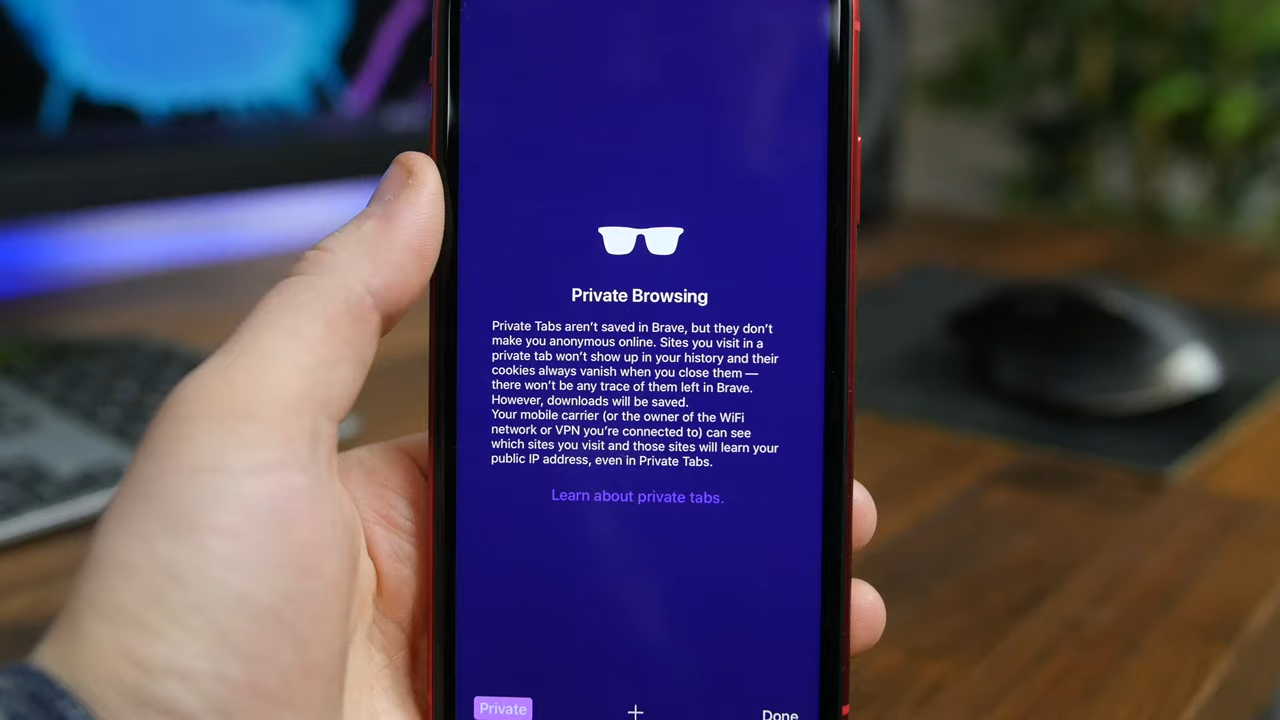 Private Browsing
Private Tabs aren’t saved in Brave, but they don’t
make you anonymous online. Sites you visit in a
private tab won’t show up in your history and their
cookies always vanish when you close them —
there won’t be any trace of them left in Brave.
However, downloads will be saved.
Your mobile carrier (or the owner of the WiFi
network or VPN you’re connected to) can see
which sites you visit and those sites will learn your
public IP address, even in Private Tabs.
Learn about private tabs.
Private + Done